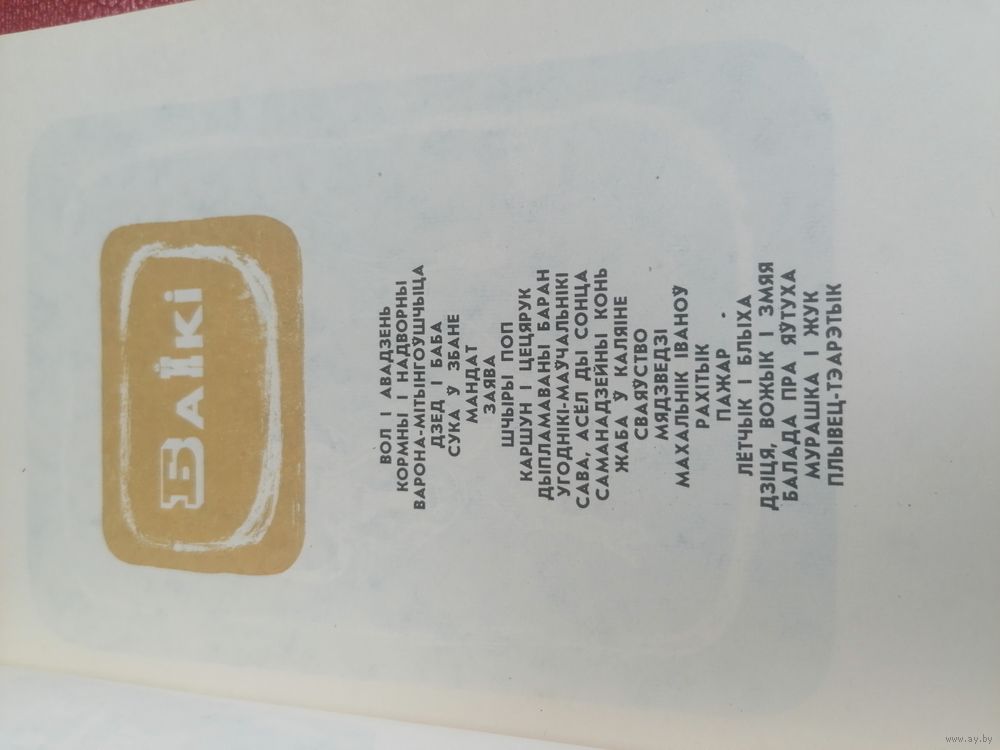 Байкі
ВОЛ І АВАДЗЕНЬ
КОРМНЫ І НАДВОРНЫ
ВАРОНА-МІТЫНГОЎШЧЫЦА
ДЗЕД І БАБА
СУКА Ў ЗБАНЕ
МАНДАТ
ЗАЯВА
ШЧЫРЫ ПОП
КАРШУН І ЦЕЦЯРУК
ДЫПЛАМАВАНЫ БАРАН
УГОДНІКІ-МАЎЧАЛЬНІКІ
САВА, АСЁЛ ДЫ СОНЦА
САМАНАДЗЕЙНЫ КОНЬ
ЖАБА Ў КАЛЯІНЕ
СВАЯЎСТВО
МЯДЗВЕДЗІ
МАХАЛЬНІК ІВАНОЎ
РАХІТЫК
ПАЖАР
ЛЁТЧЫК І БЛЫХА
ДЗІЦЯ, ВОЖЫК І ЗМЯЯ
БАЛАДА ПРА ЯЎТУХА
МУРАШКА І ЖУК
ПЛЫВЕЦ-ТЭАРЭТЫК
www.ay.by